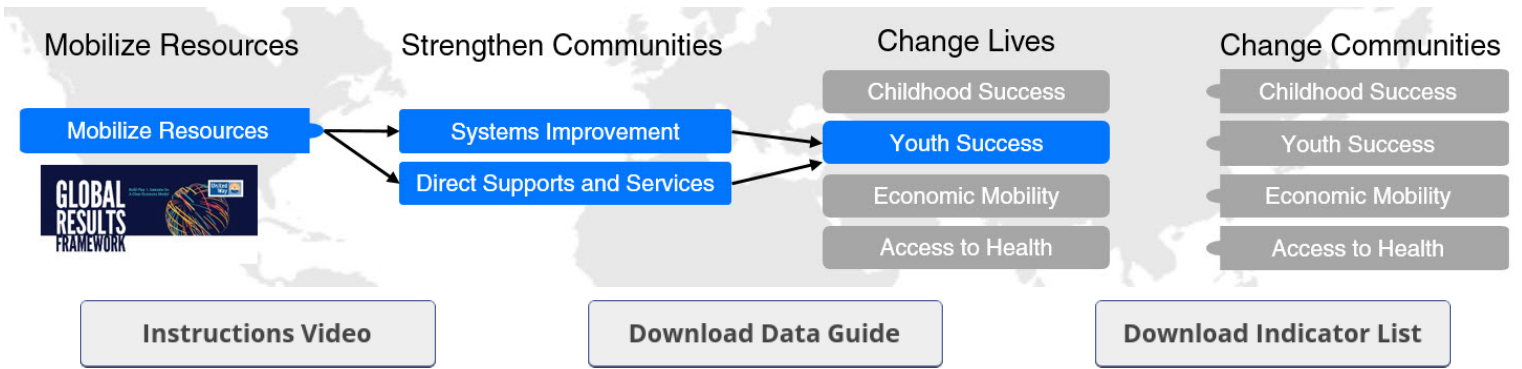 Mobilize Resources
Strengthen Communities
Change Lives
Change Communities
Mobilize Resources
GLOBAL
RESULTS
FRAMEWORK
United
Way
Systems Improvement
Direct Supports and Services
Childhood Success
Youth Success
Economic Mobility
Access to Health
Childhood Success
Youth Success
Economic Mobility
Access to Health
Instructions Video
Download Data Guide
Download Indicator List